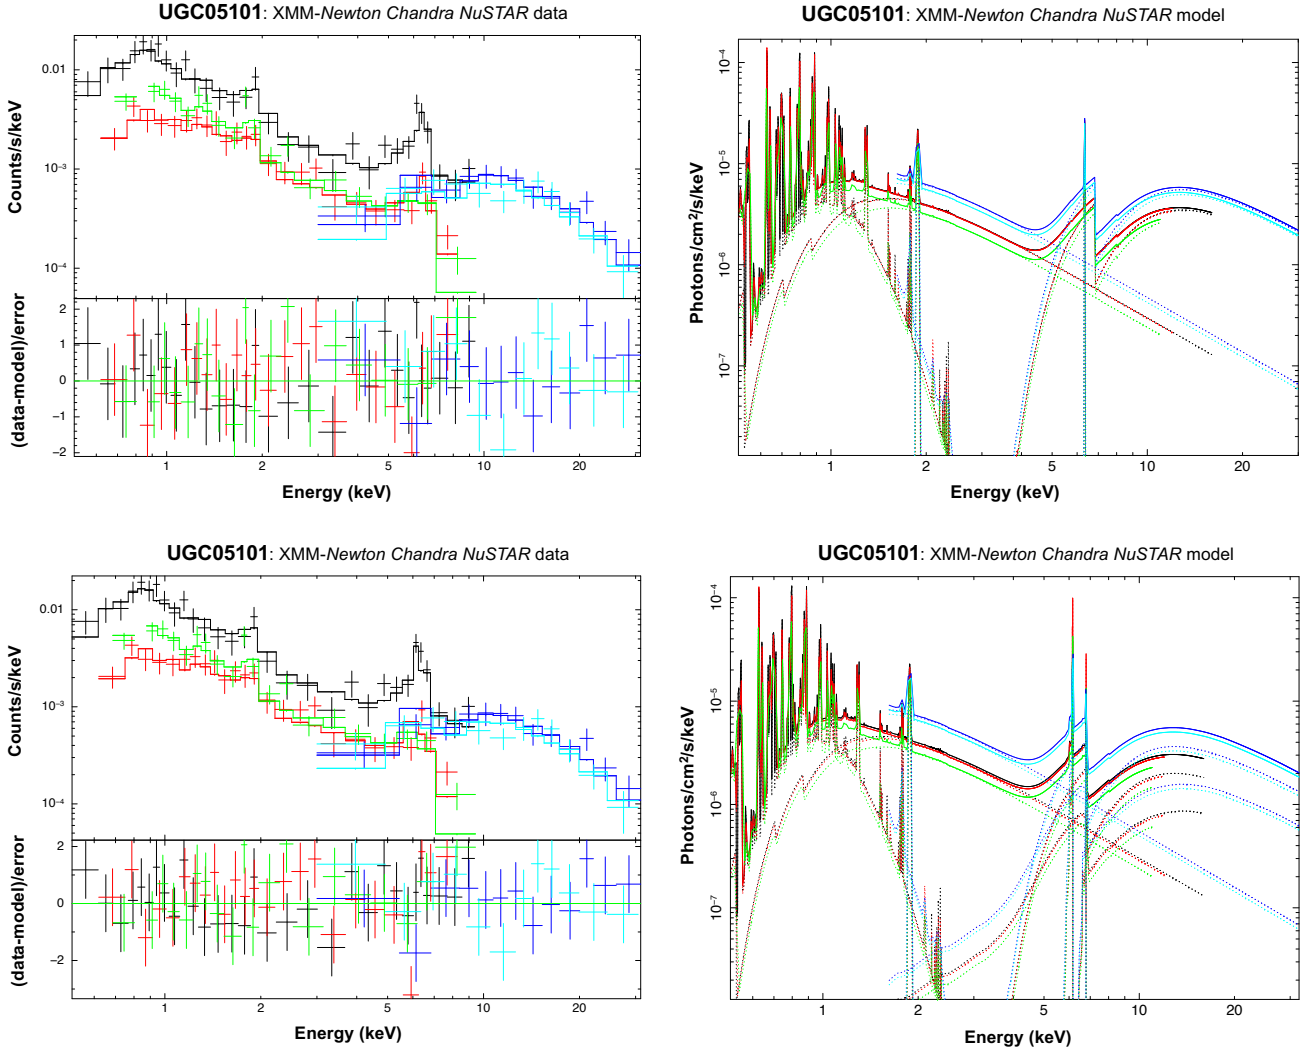 UGC05101: XMM-Newton Chandra NuSTAR data
Counts/s/keV
0.01
10⁻³
10⁻⁴
(data-model)/error
2
1
0
−1
−2
1 2 5 10 20
Energy (keV)
UGC05101: XMM-Newton Chandra NuSTAR model
Photons/cm²/s/keV
10⁻⁴
10⁻⁵
10⁻⁶
10⁻⁷
1 2 5 10 20
Energy (keV)
UGC05101: XMM-Newton Chandra NuSTAR data
Counts/s/keV
0.01
10⁻³
10⁻⁴
(data-model)/error
2
0
−2
1 2 5 10 20
Energy (keV)
UGC05101: XMM-Newton Chandra NuSTAR model
Photons/cm²/s/keV
10⁻⁴
10⁻⁵
10⁻⁶
10⁻⁷
1 2 5 10 20
Energy (keV)